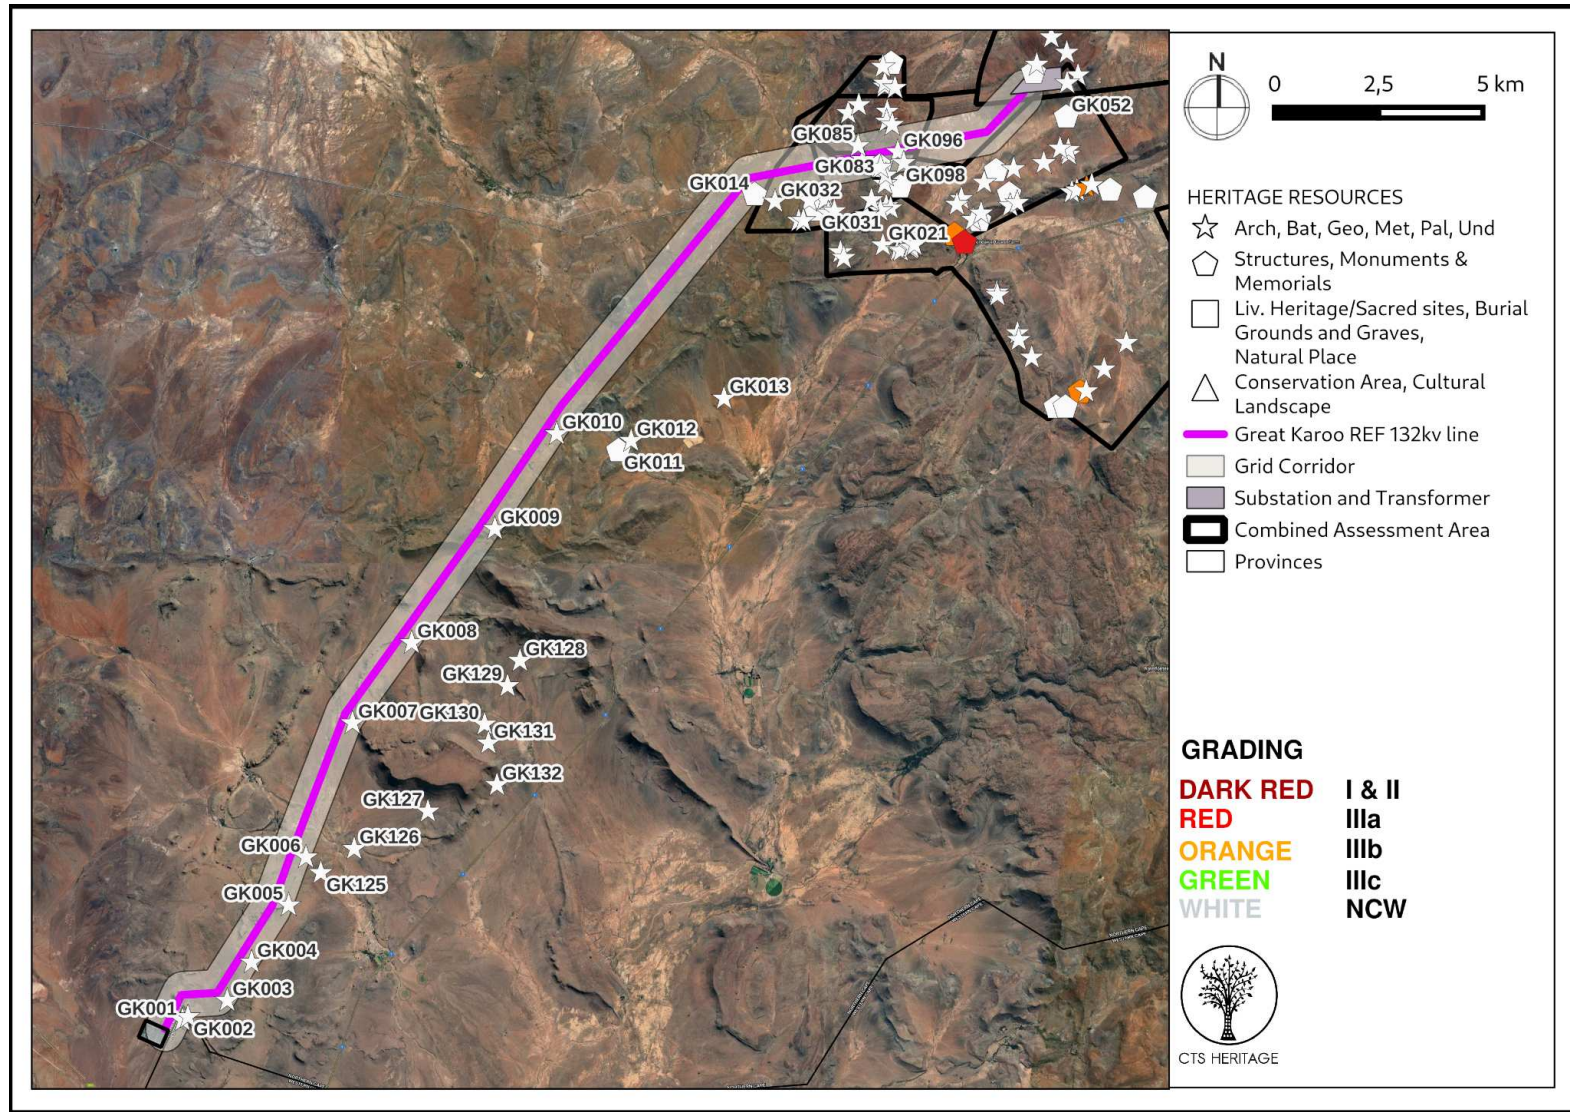 GK052
GK085
GK096
GK083
GK098
GK014
GK032
GK031
GK021
GK013
GK010
GK012
GK011
GK009
GK008
GK128
GK129
GK007
GK130
GK131
GK132
GK127
GK126
GK006
GK125
GK005
GK004
GK003
GK001
GK002
N
0 2,5 5 km
HERITAGE RESOURCES
Arch, Bat, Geo, Met, Pal, Und
Structures, Monuments &
Memorials
Liv. Heritage/Sacred sites, Burial
Grounds and Graves,
Natural Place
Conservation Area, Cultural
Landscape
Great Karoo REF 132kv line
Grid Corridor
Substation and Transformer
Combined Assessment Area
Provinces
GRADING
DARK RED I & II
RED IIIa
ORANGE IIIb
GREEN IIIc
WHITE NCW
CTS HERITAGE